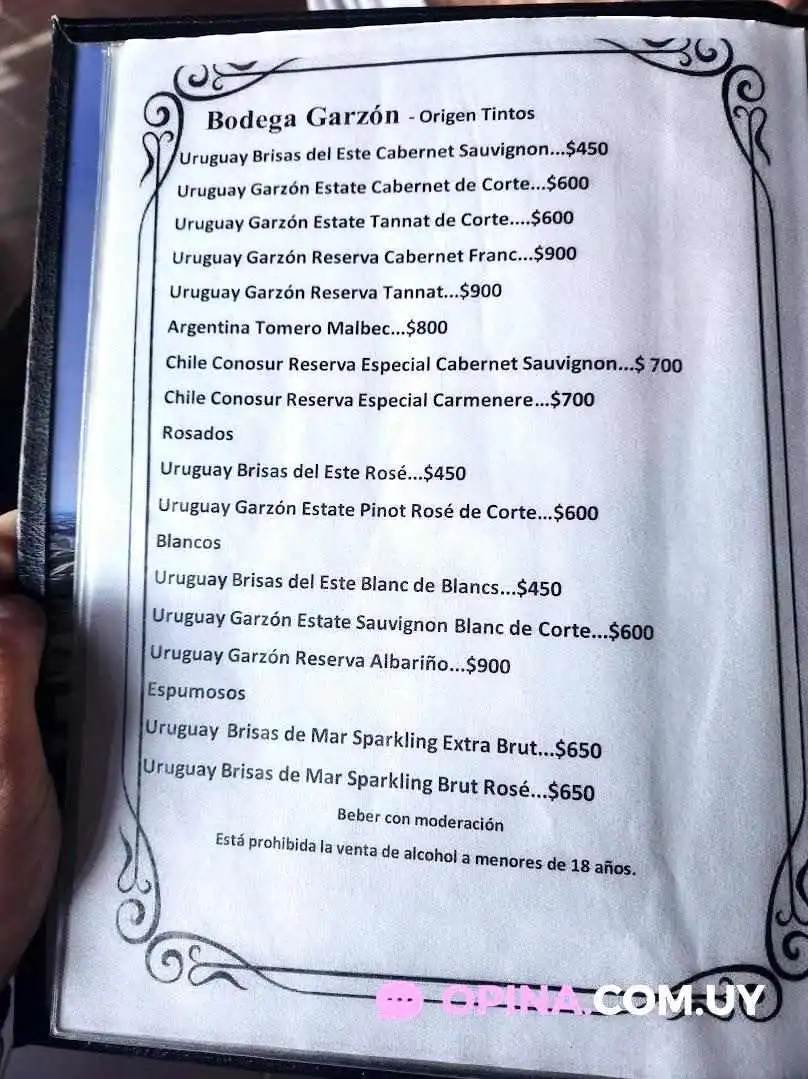 Bodega Garzón - Origen Tintos
Uruguay Brisas del Este Cabernet Sauvignon...$450
Uruguay Garzón Estate Cabernet de Corte...$600
Uruguay Garzón Estate Tannat de Corte....$600
Uruguay Garzón Reserva Cabernet Franc...$900
Uruguay Garzón Reserva Tannat...$900
Argentina Tomero Malbec...$800
Chile Conosur Reserva Especial Cabernet Sauvignon...$ 700
Chile Conosur Reserva Especial Carmenere...$700
Rosados
Uruguay Brisas del Este Rosé...$450
Uruguay Garzón Estate Pinot Rosé de Corte...$600
Blancos
Uruguay Brisas del Este Blanc de Blancs...$450
Uruguay Garzón Estate Sauvignon Blanc de Corte...$600
Uruguay Garzón Reserva Albariño...$900
Espumosos
Uruguay Brisas de Mar Sparkling Extra Brut...$650
Uruguay Brisas de Mar Sparkling Brut Rosé...$650
Beber con moderación
Está prohibida la venta de alcohol a menores de 18 años.
OPINA.COM.UY